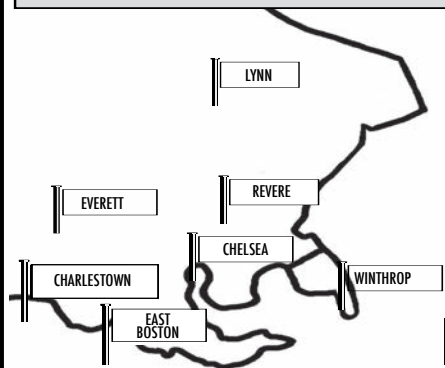 LYNN
REVERE
EVERETT
CHELSEA
CHARLESTOWN
WINTHROP
EAST
BOSTON